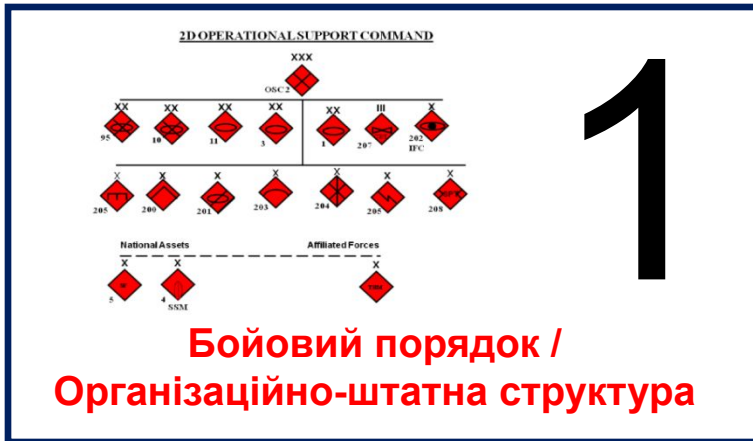 2D OPERATIONAL SUPPORT COMMAND
XXX
OSC 2
XX XX XX XX XX III X
95 10 11 3 1 207 202
IFC
X X X X X X X
205 200 201 203 204 205 208
National Assets Affiliated Forces
X X X
5 4
SSM
1
Бойовий порядок /
Організаційно-штатна структура